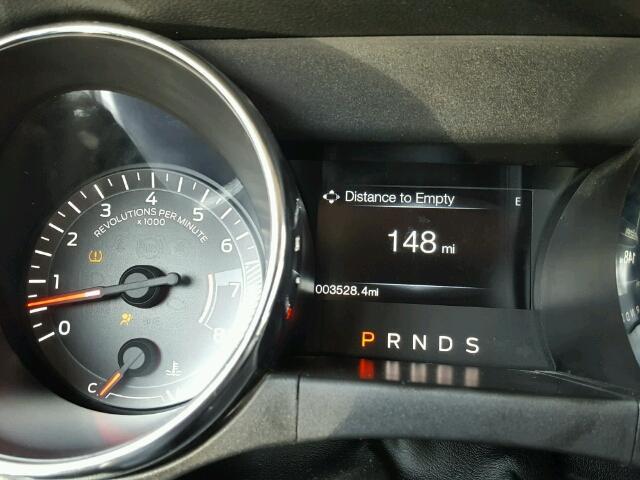 Distance to Empty
E
148 mi
003528.4mi
P R N D S
0 1 2 3 4 5 6 7 8
REVOLUTIONS PER MINUTE
x 1000
C